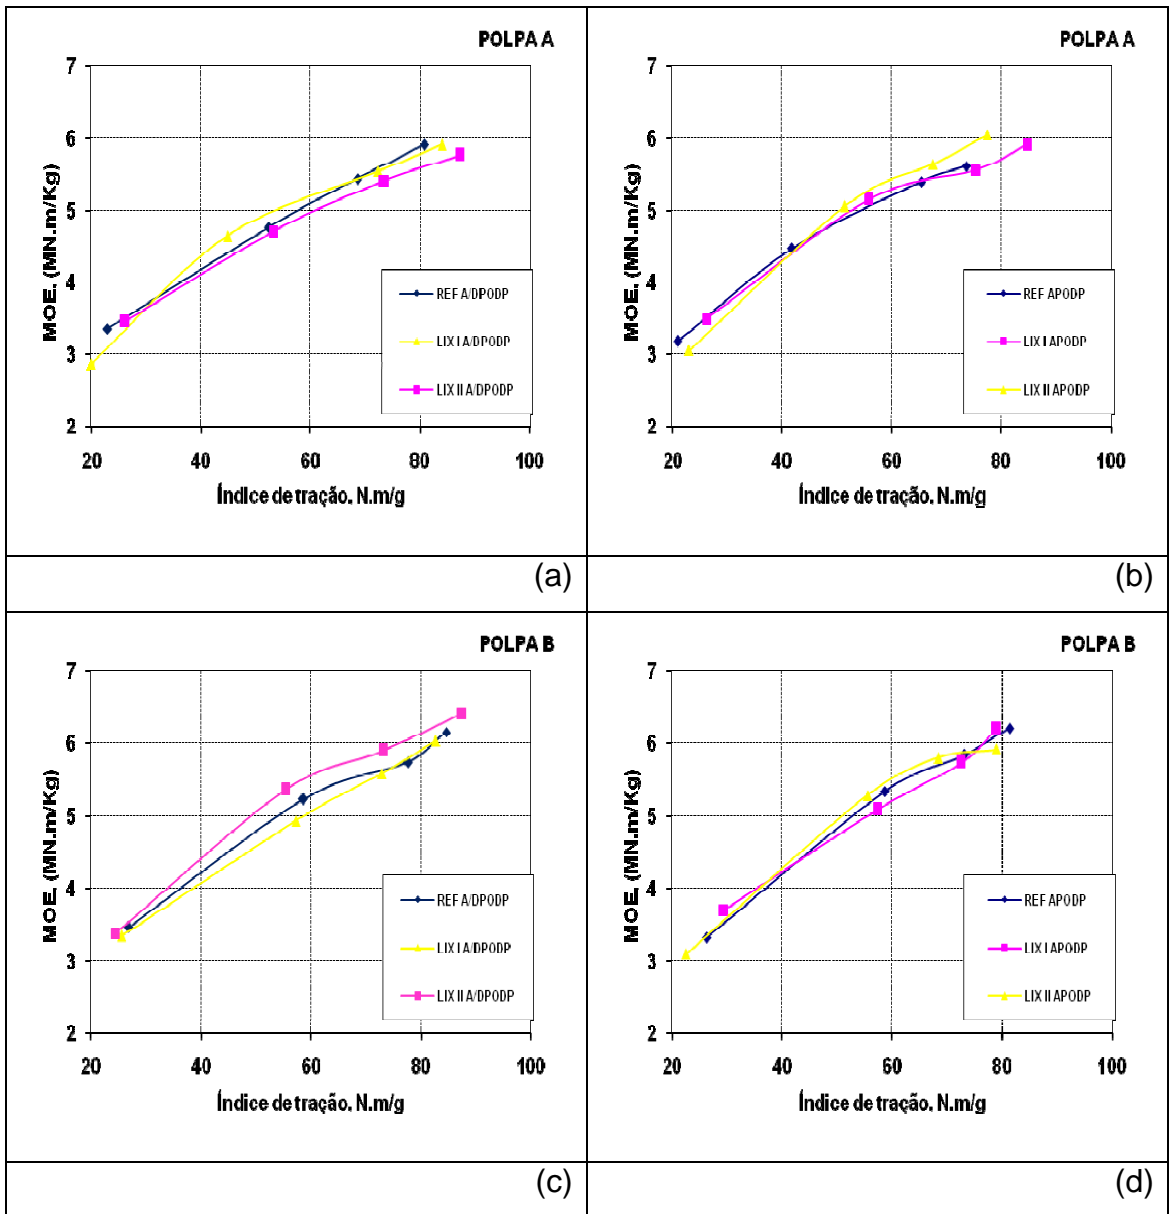 POLPA A
7
6
5
4
3
2
MOE. (MN.m/Kg)
REF A/DPODP
LIX I A/DPODP
LIX II A/DPODP
20 40 60 80 100
Índice de tração. N.m/g
(a)
POLPA A
7
6
5
4
3
2
MOE. (MN.m/Kg)
REF APODP
LIX I APODP
LIX II APODP
20 40 60 80 100
Índice de tração. N.m/g
(b)
POLPA B
7
6
5
4
3
2
MOE. (MN.m/Kg)
REF A/DPODP
LIX I A/DPODP
LIX II A/DPODP
20 40 60 80 100
Índice de tração. N.m/g
(c)
POLPA B
7
6
5
4
3
2
MOE. (MN.m/Kg)
REF APODP
LIX I APODP
LIX II APODP
20 40 60 80 100
Índice de tração. N.m/g
(d)